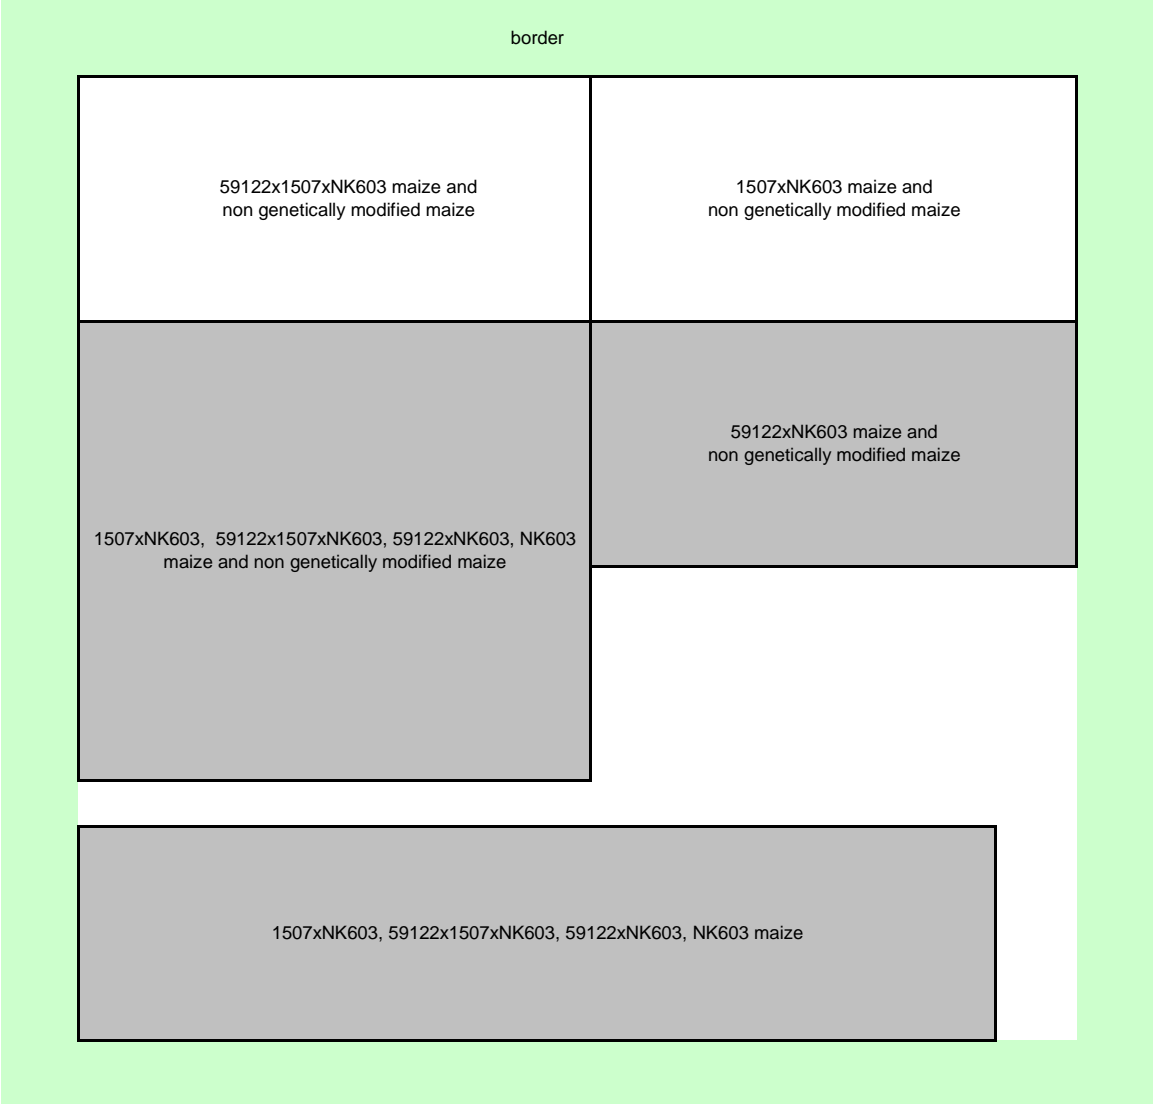 border
59122x1507xNK603 maize and
non genetically modified maize
1507xNK603 maize and
non genetically modified maize
59122xNK603 maize and
non genetically modified maize
1507xNK603,  59122x1507xNK603, 59122xNK603, NK603
maize and non genetically modified maize
1507xNK603, 59122x1507xNK603, 59122xNK603, NK603 maize